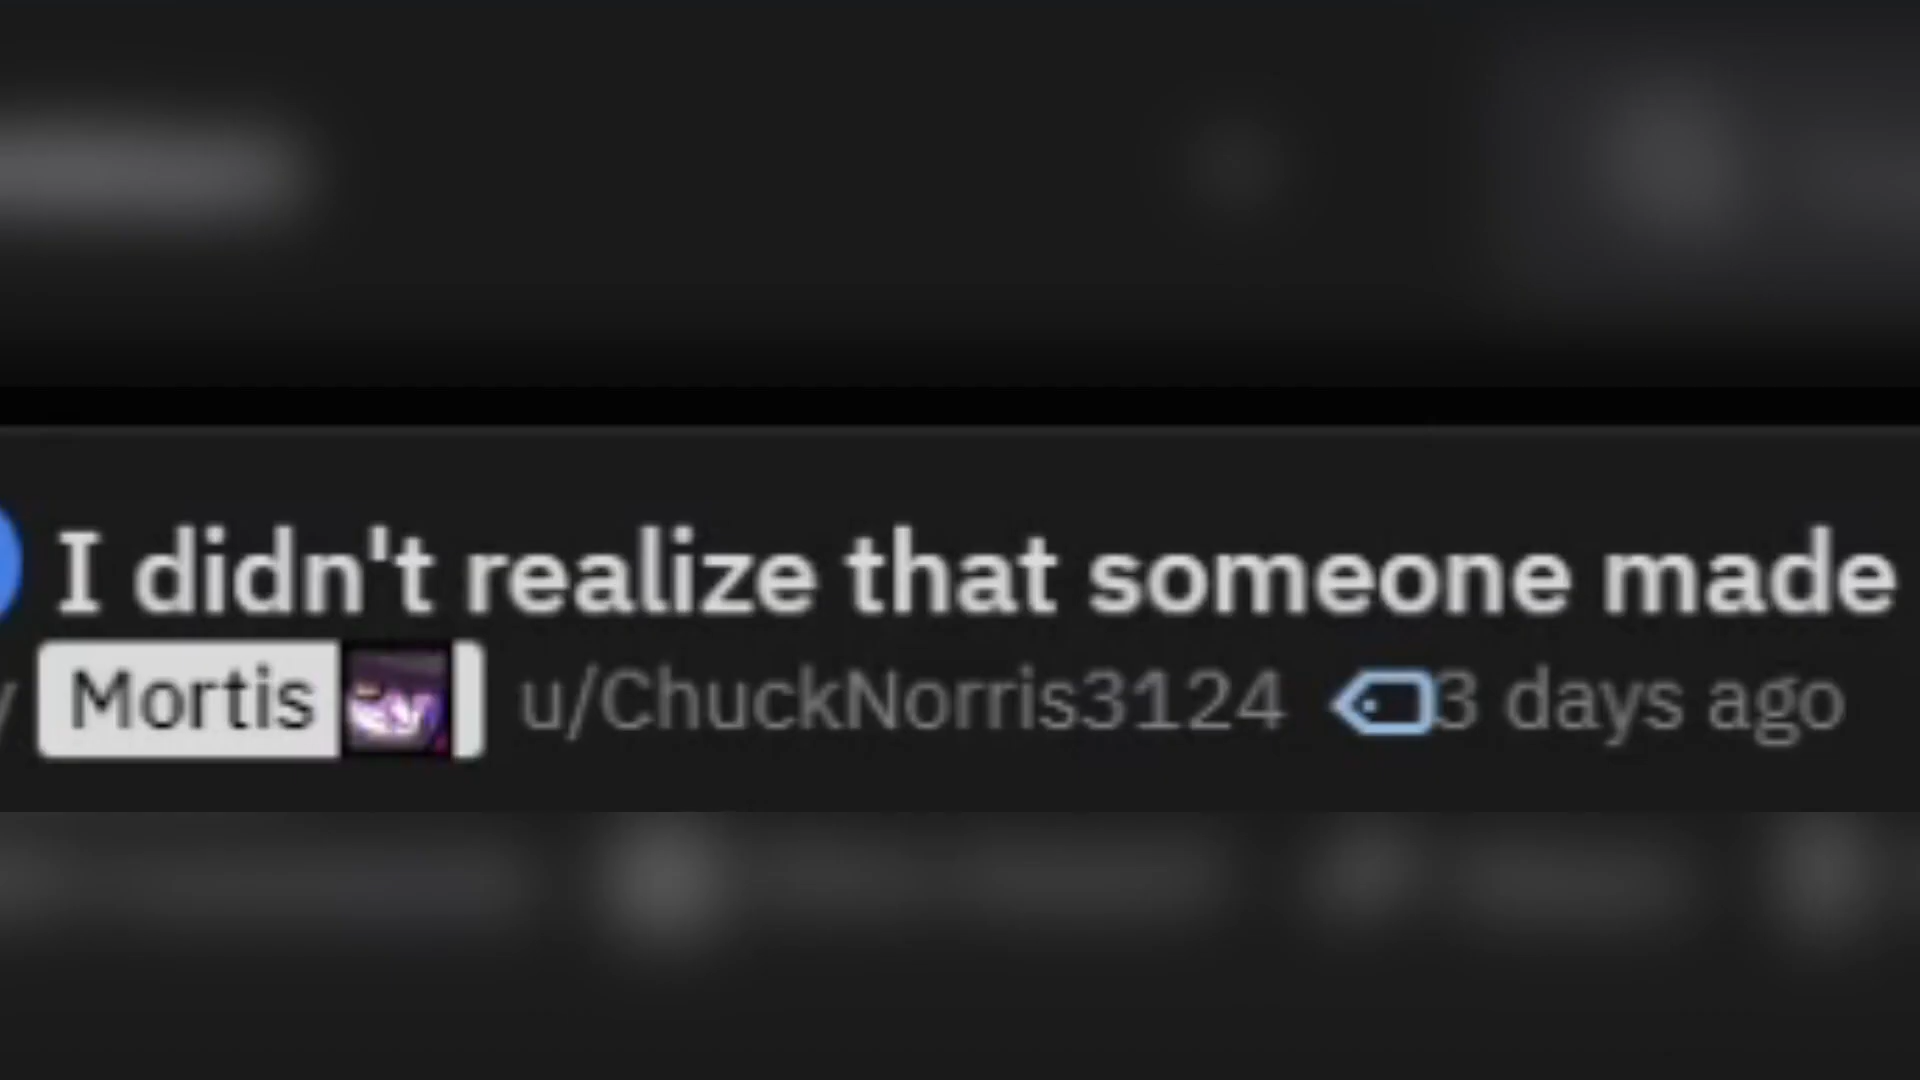 I didn't realize that someone made
y Mortis u/ChuckNorris3124 3 days ago